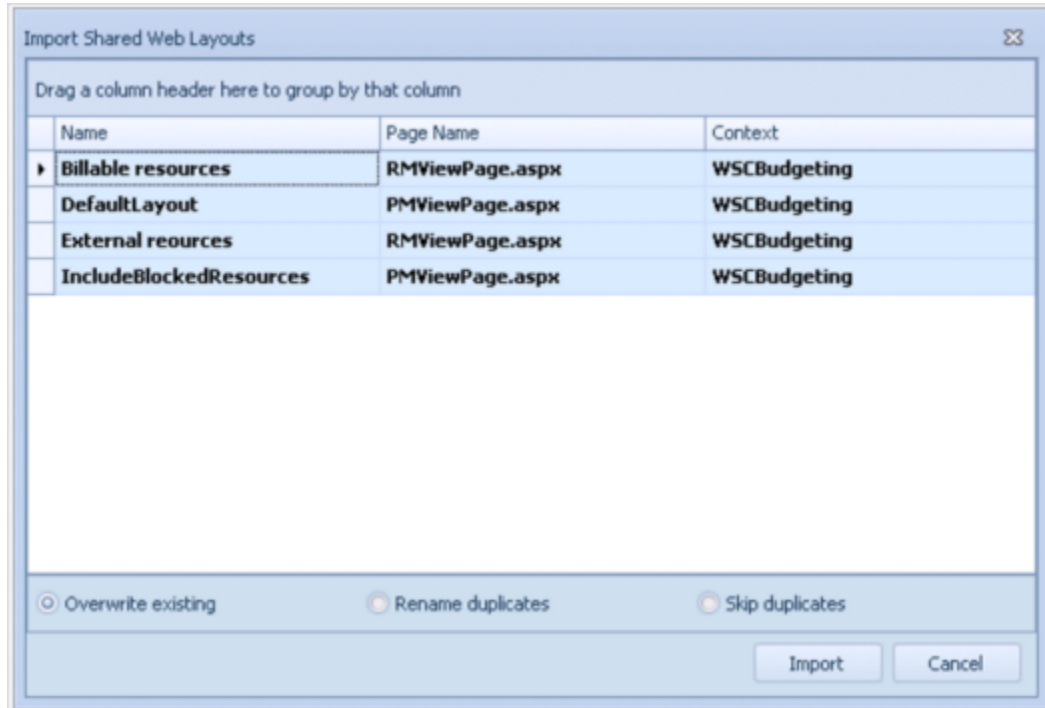 Import Shared Web Layouts
Drag a column header here to group by that column
Name Page Name Context
Billable resources RMViewPage.aspx WSCBudgeting
DefaultLayout PMViewPage.aspx WSCBudgeting
External reources RMViewPage.aspx WSCBudgeting
IncludeBlockedResources PMViewPage.aspx WSCBudgeting
Overwrite existing Rename duplicates Skip duplicates
Import Cancel